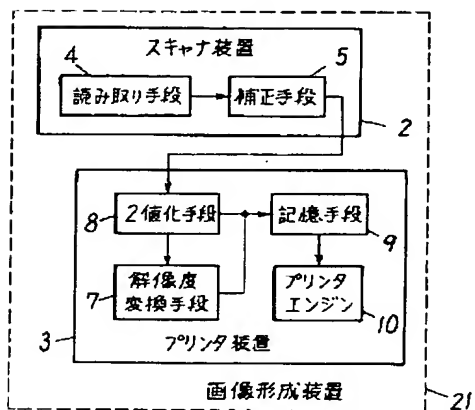 スキャナ装置
4
5
読み取り手段
補正手段
2
8
2値化手段
記憶手段
9
7
解像度
変換手段
プリンタ
エンジン
10
3
プリンタ装置
画像形成装置
21